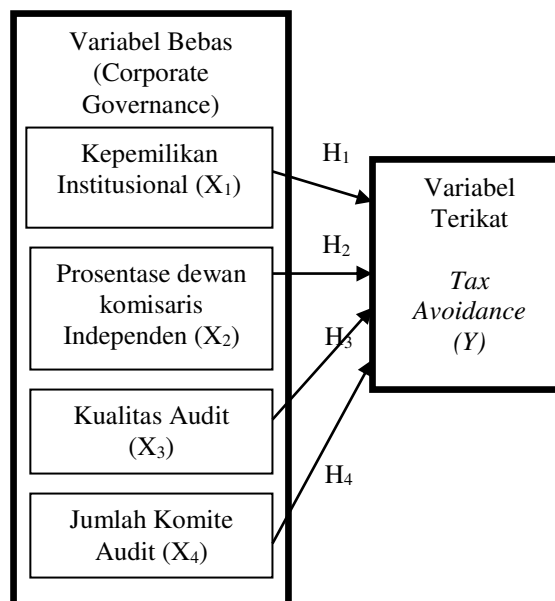 Variabel Bebas
(Corporate
Governance)
Kepemilikan
Institusional (X₁)
Prosentase dewan
komisaris
Independen (X₂)
Kualitas Audit
(X₃)
Jumlah Komite
Audit (X₄)
H₁
H₂
H₃
H₄
Variabel
Terikat
Tax
Avoidance
(Y)